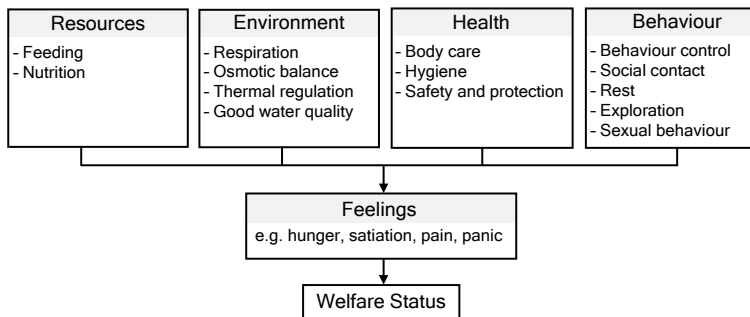 Resources
- Feeding
- Nutrition
Environment
- Respiration
- Osmotic balance
- Thermal regulation
- Good water quality
Health
- Body care
- Hygiene
- Safety and protection
Behaviour
- Behaviour control
- Social contact
- Rest
- Exploration
- Sexual behaviour
Feelings
e.g. hunger, satiation, pain, panic
Welfare Status